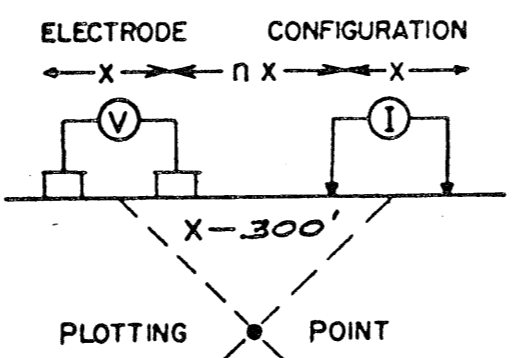 ELECTRODE CONFIGURATION
X n X X
V I
X-300'
PLOTTING POINT